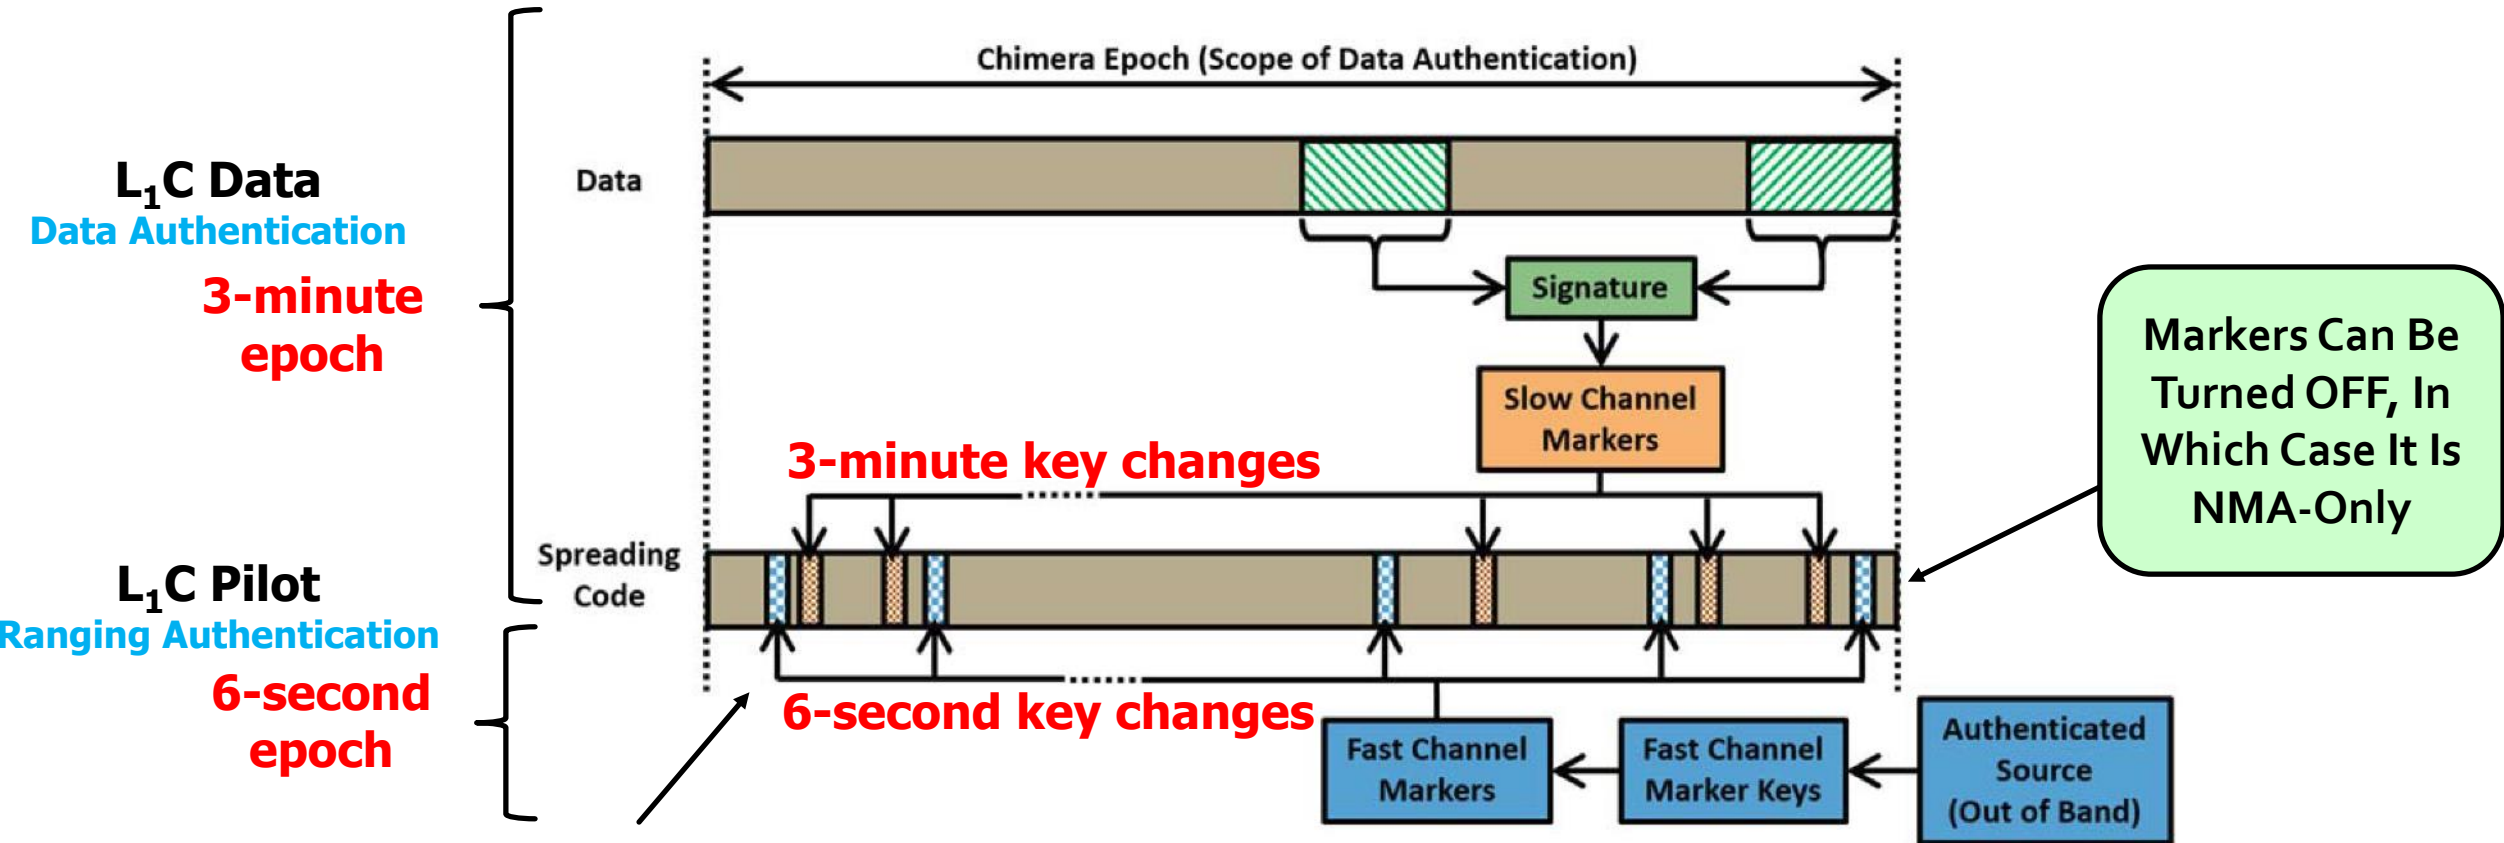 Chimera Epoch (Scope of Data Authentication)
L1C Data
Data Authentication
3-minute
epoch
Data
Signature
Slow Channel
Markers
3-minute key changes
Markers Can Be
Turned OFF, In
Which Case It Is
NMA-Only
L1C Pilot
Ranging Authentication
6-second
epoch
Spreading
Code
6-second key changes
Fast Channel
Markers
Fast Channel
Marker Keys
Authenticated
Source
(Out of Band)